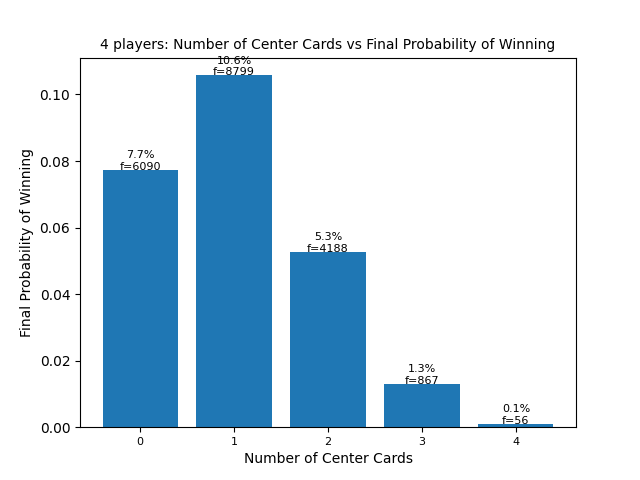 4 players: Number of Center Cards vs Final Probability of Winning
10.6%
f=8799
7.7%
f=6090
5.3%
f=4188
1.3%
f=867
0.1%
f=56
0.10
0.08
0.06
0.04
0.02
0.00
Final Probability of Winning
0 1 2 3 4
Number of Center Cards